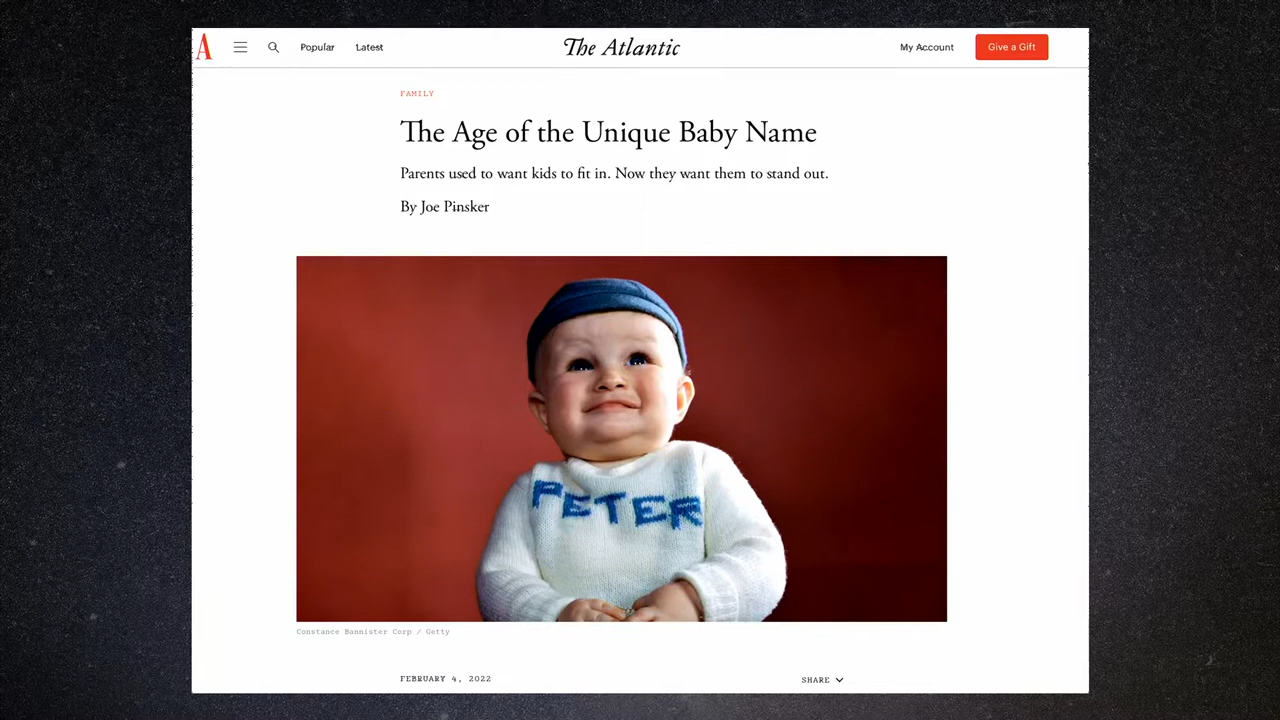 A
Popular
Latest
The Atlantic
My Account
Give a Gift
FAMILY
The Age of the Unique Baby Name
Parents used to want kids to fit in. Now they want them to stand out.
By Joe Pinsker
PETER
Constance Bannister Corp / Getty
FEBRUARY 4, 2022
SHARE